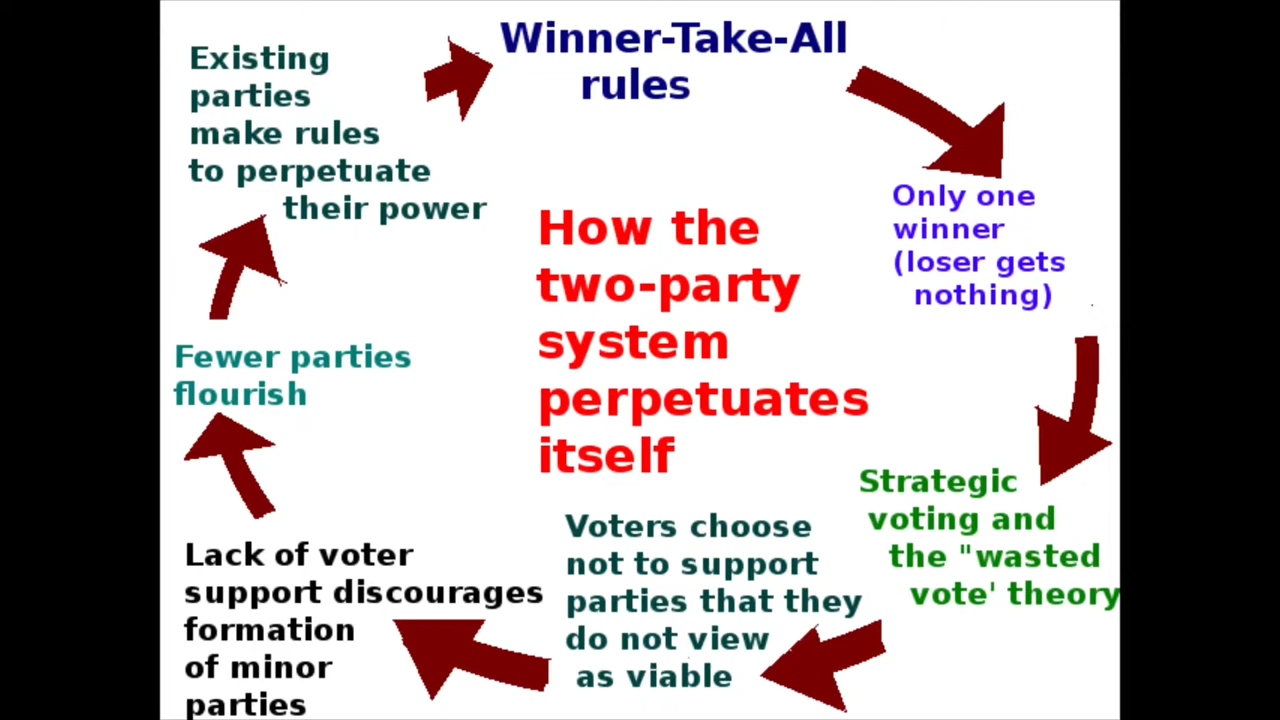 Winner-Take-All
rules
Only one
winner
(loser gets
nothing)
Strategic
voting and
the "wasted
vote' theory
Voters choose
not to support
parties that they
do not view
as viable
Lack of voter
support discourages
formation
of minor
parties
Fewer parties
flourish
Existing
parties
make rules
to perpetuate
their power
How the
two-party
system
perpetuates
itself